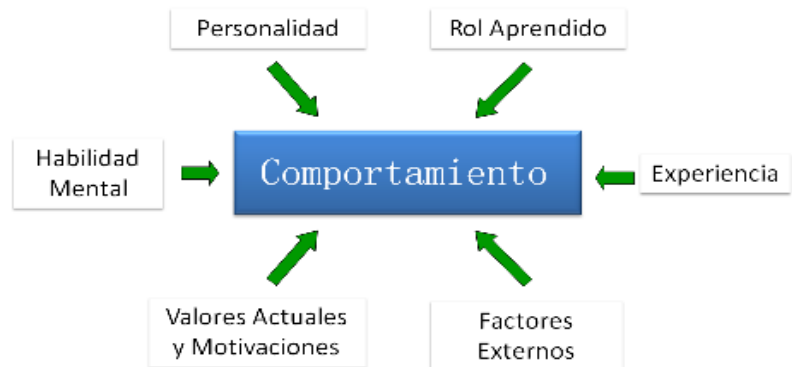 Personalidad
Rol Aprendido
Habilidad
Mental
Comportamiento
Experiencia
Valores Actuales
y Motivaciones
Factores
Externos